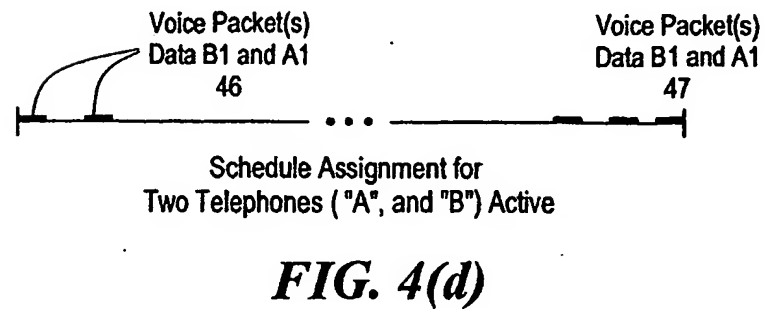 Voice Packet(s)
Data B1 and A1
46
Voice Packet(s)
Data B1 and A1
47
Schedule Assignment for
Two Telephones ( "A", and "B") Active
FIG. 4(d)